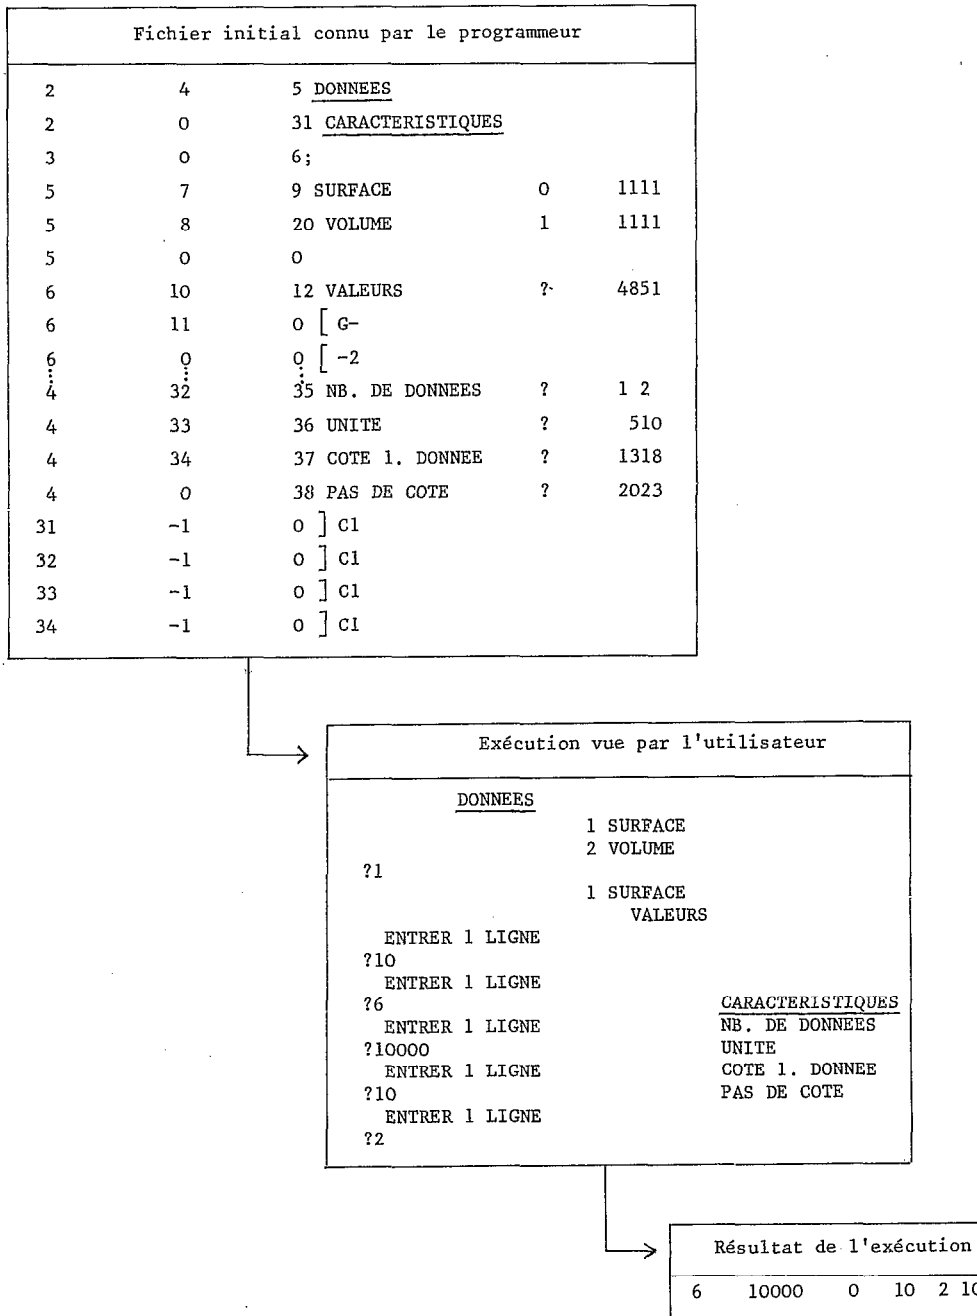 Fichier initial connu par le programmeur
2 4 5 DONNEES
2 0 31 CARACTERISTIQUES
3 0 6;
5 7 9 SURFACE 0 1111
5 8 20 VOLUME 1 1111
5 0 0
6 10 12 VALEURS ? 4851
6 11 0 [ G-
6 0 0 [ -2
4 32 35 NB. DE DONNEES ? 1 2
4 33 36 UNITE ? 510
4 34 37 COTE 1. DONNEE ? 1318
4 0 38 PAS DE COTE ? 2023
31 -1 0 ] C1
32 -1 0 ] C1
33 -1 0 ] C1
34 -1 0 ] C1
Exécution vue par l'utilisateur
DONNEES
1 SURFACE
2 VOLUME
?1
1 SURFACE
VALEURS
ENTRER 1 LIGNE
?10
ENTRER 1 LIGNE
?6 CARACTERISTIQUES
ENTRER 1 LIGNE NB. DE DONNEES
?10000 UNITE
ENTRER 1 LIGNE COTE 1. DONNEE
?10 PAS DE COTE
ENTRER 1 LIGNE
?2
Résultat de l'exécution
6 10000 0 10 2